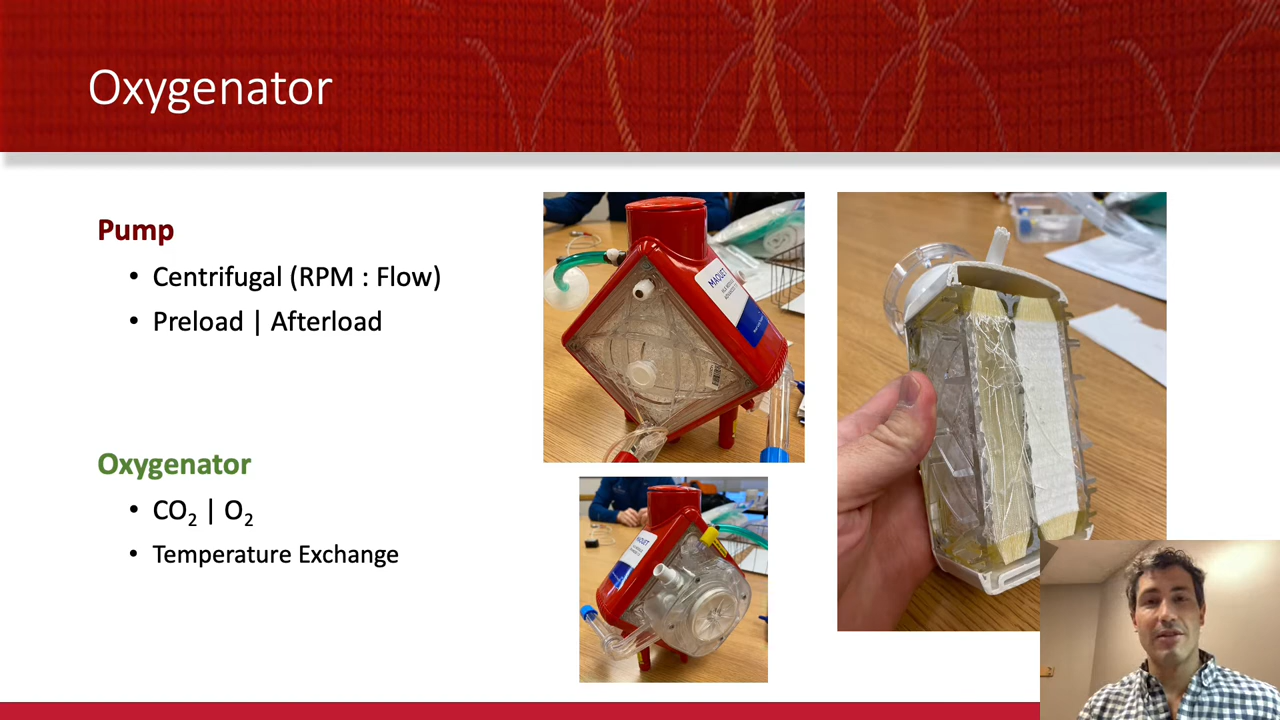 Oxygenator
Pump
• Centrifugal (RPM : Flow)
• Preload | Afterload
Oxygenator
• CO₂ | O₂
• Temperature Exchange
MAQUET